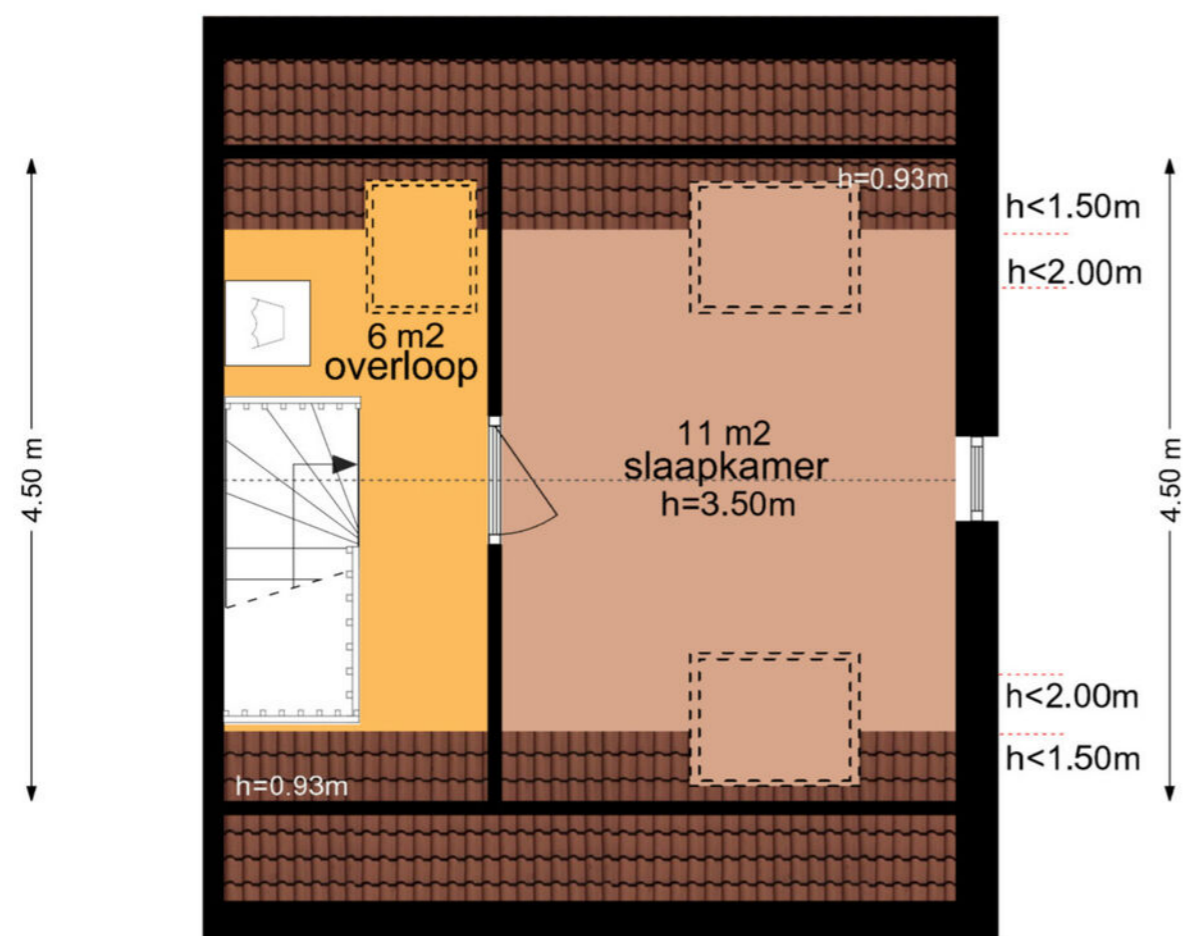 h=0.93m
h<1.50m
h<2.00m
6 m2
overloop
11 m2
slaapkamer
h=3.50m
4.50 m
4.50 m
h<2.00m
h<1.50m
h=0.93m